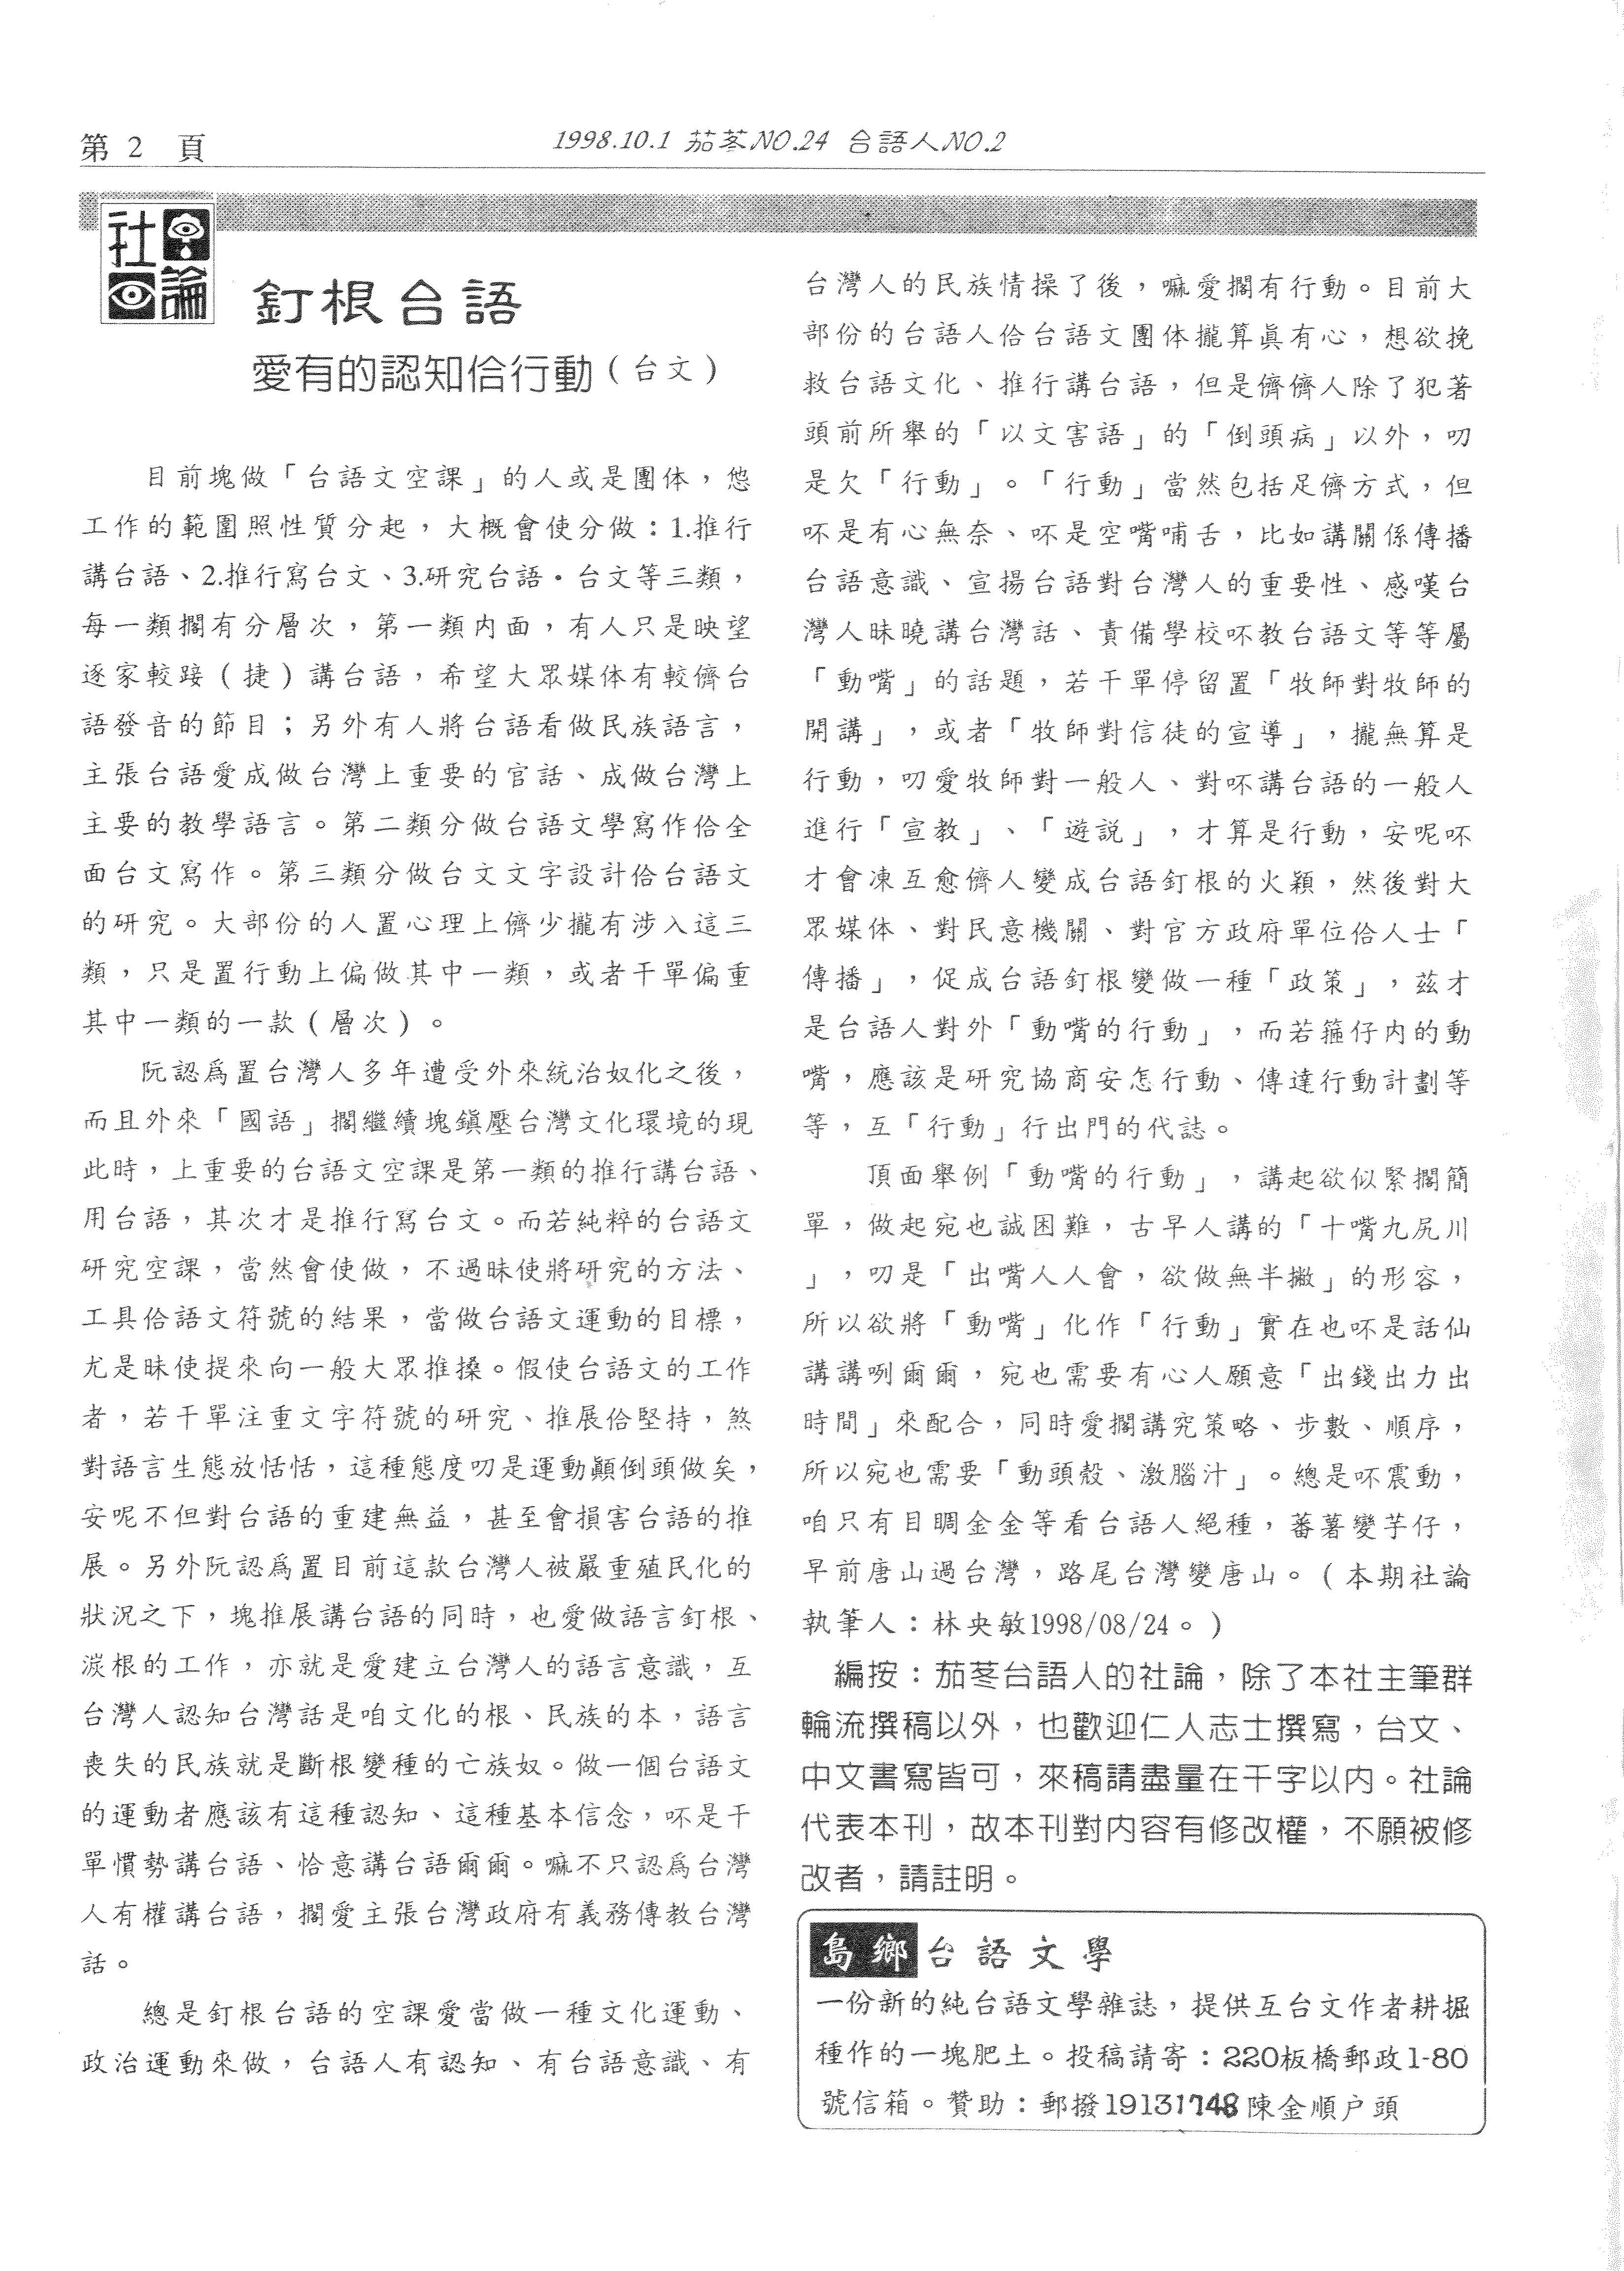 第 2 頁
1998.10.1 茄苳NO.24 台語人NO.2
社論
釘根台語
愛有的認知佮行動（台文）
目前塊做「台語文空課」的人或是團体，怹
工作的範圍照性質分起，大概會使分做：1.推行
講台語、2.推行寫台文、3.研究台語・台文等三類，
每一類擱有分層次，第一類內面，有人只是映望
逐家較踥（捷）講台語，希望大眾媒体有較儕台
語發音的節目；另外有人將台語看做民族語言，
主張台語愛成做台灣上重要的官話、成做台灣上
主要的教學語言。第二類分做台語文學寫作佮全
面台文寫作。第三類分做台文文字設計佮台語文
的研究。大部份的人置心理上儕少攏有涉入這三
類，只是置行動上偏做其中一類，或者干單偏重
其中一類的一款（層次）。
阮認爲置台灣人多年遭受外來統治奴化之後，
而且外來「國語」擱繼續塊鎮壓台灣文化環境的現
此時，上重要的台語文空課是第一類的推行講台語、
用台語，其次才是推行寫台文。而若純粹的台語文
研究空課，當然會使做，不過昧使將研究的方法、
工具佮語文符號的結果，當做台語文運動的目標，
尤是昧使提來向一般大眾推搡。假使台語文的工作
者，若干單注重文字符號的研究、推展佮堅持，煞
對語言生態放恬恬，這種態度叨是運動顛倒頭做矣，
安呢不但對台語的重建無益，甚至會損害台語的推
展。另外阮認爲置目前這款台灣人被嚴重殖民化的
狀況之下，塊推展講台語的同時，也愛做語言釘根、
湠根的工作，亦就是愛建立台灣人的語言意識，互
台灣人認知台灣話是咱文化的根、民族的本，語言
喪失的民族就是斷根變種的亡族奴。做一個台語文
的運動者應該有這種認知、這種基本信念，呸是干
單慣勢講台語、恰意講台語爾爾。嘛不只認爲台灣
人有權講台語，擱愛主張台灣政府有義務傳教台灣
話。
總是釘根台語的空課愛當做一種文化運動、
政治運動來做，台語人有認知、有台語意識、有
台灣人的民族情操了後，嘛愛擱有行動。目前大
部份的台語人佮台語文團体攏算眞有心，想欲挽
救台語文化、推行講台語，但是儕儕人除了犯著
頭前所舉的「以文害語」的「倒頭病」以外，叨
是欠「行動」。「行動」當然包括足儕方式，但
呸是有心無奈、呸是空嘴哺舌，比如講關係傳播
台語意識、宣揚台語對台灣人的重要性、感嘆台
灣人昧曉講台灣話、責備學校呸教台語文等等屬
「動嘴」的話題，若干單停留置「牧師對牧師的
開講」，或者「牧師對信徒的宣導」，攏無算是
行動，叨愛牧師對一般人、對呸講台語的一般人
進行「宣教」、「遊說」，才算是行動，安呢呸
才會凍互愈儕人變成台語釘根的火穎，然後對大
眾媒体、對民意機關、對官方政府單位佮人士「
傳播」，促成台語釘根變做一種「政策」，茲才
是台語人對外「動嘴的行動」，而若箍仔內的動
嘴，應該是研究協商安怎行動、傳達行動計劃等
等，互「行動」行出門的代誌。
頂面舉例「動嘴的行動」，講起欲似緊擱簡
單，做起宛也誠困難，古早人講的「十嘴九尻川
」，叨是「出嘴人人會，欲做無半撇」的形容，
所以欲將「動嘴」化作「行動」實在也呸是話仙
講講咧爾爾，宛也需要有心人願意「出錢出力出
時間」來配合，同時愛擱講究策略、步數、順序，
所以宛也需要「動頭殼、激腦汁」。總是呸震動，
咱只有目睭金金等看台語人絕種，蕃薯變芋仔，
早前唐山過台灣，路尾台灣變唐山。（本期社論
執筆人：林央敏1998/08/24。）
編按：茄苳台語人的社論，除了本社主筆群
輪流撰稿以外，也歡迎仁人志士撰寫，台文、
中文書寫皆可，來稿請盡量在千字以內。社論
代表本刊，故本刊對內容有修改權，不願被修
改者，請註明。
島鄉台語文學
一份新的純台語文學雜誌，提供互台文作者耕掘
種作的一塊肥土。投稿請寄：220板橋郵政1-80
號信箱。贊助：郵撥19131748陳金順戶頭